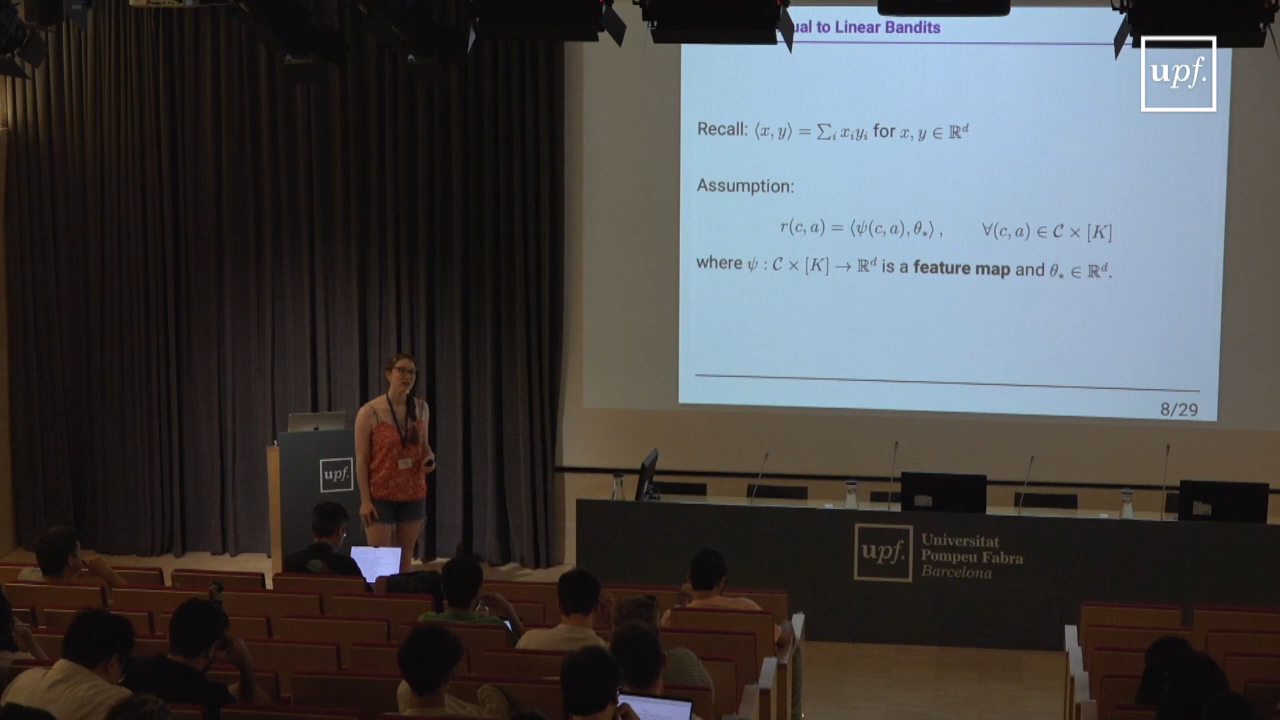 ual to Linear Bandits
upf.
Recall: ⟨x, y⟩ = ∑ᵢ xᵢyᵢ for x, y ∈ ℝᵈ
Assumption:
r(c, a) = ⟨ψ(c, a), θ⁎⟩ , ∀(c, a) ∈ 𝒞 × [K]
where ψ : 𝒞 × [K] → ℝᵈ is a feature map and θ⁎ ∈ ℝᵈ.
8/29
upf.
upf.
Universitat
Pompeu Fabra
Barcelona